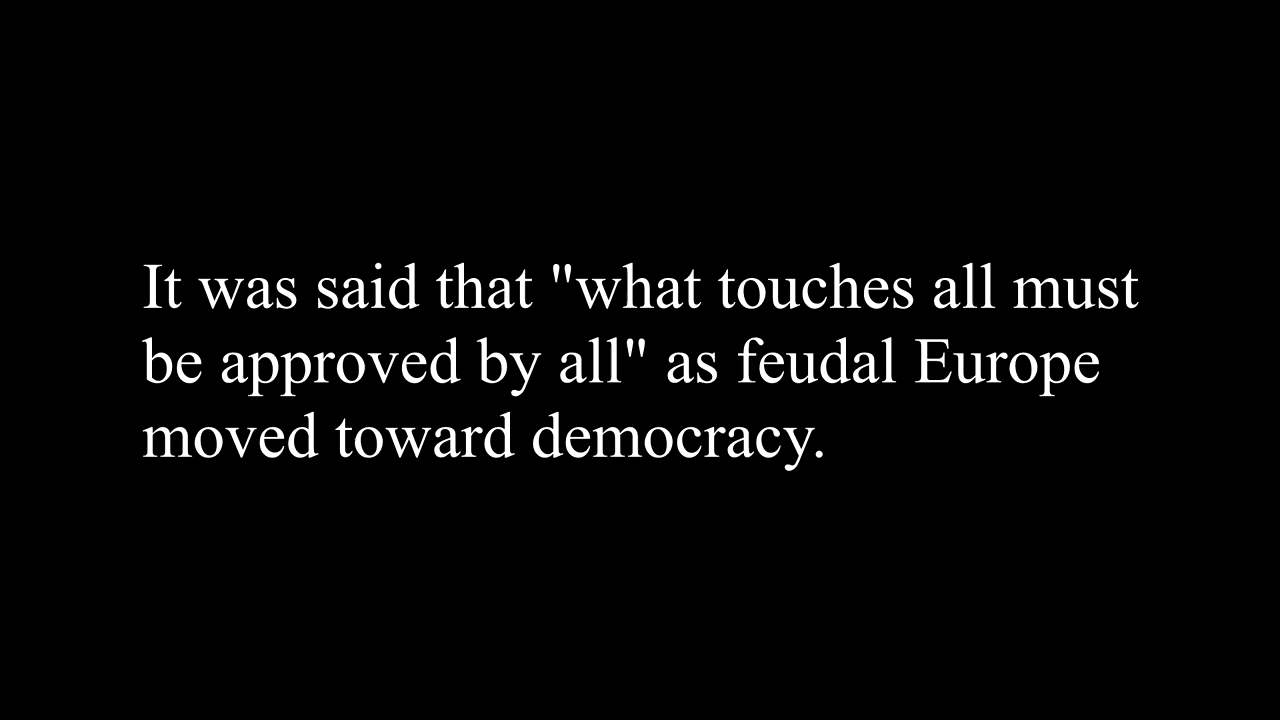 It was said that "what touches all must
be approved by all" as feudal Europe
moved toward democracy.